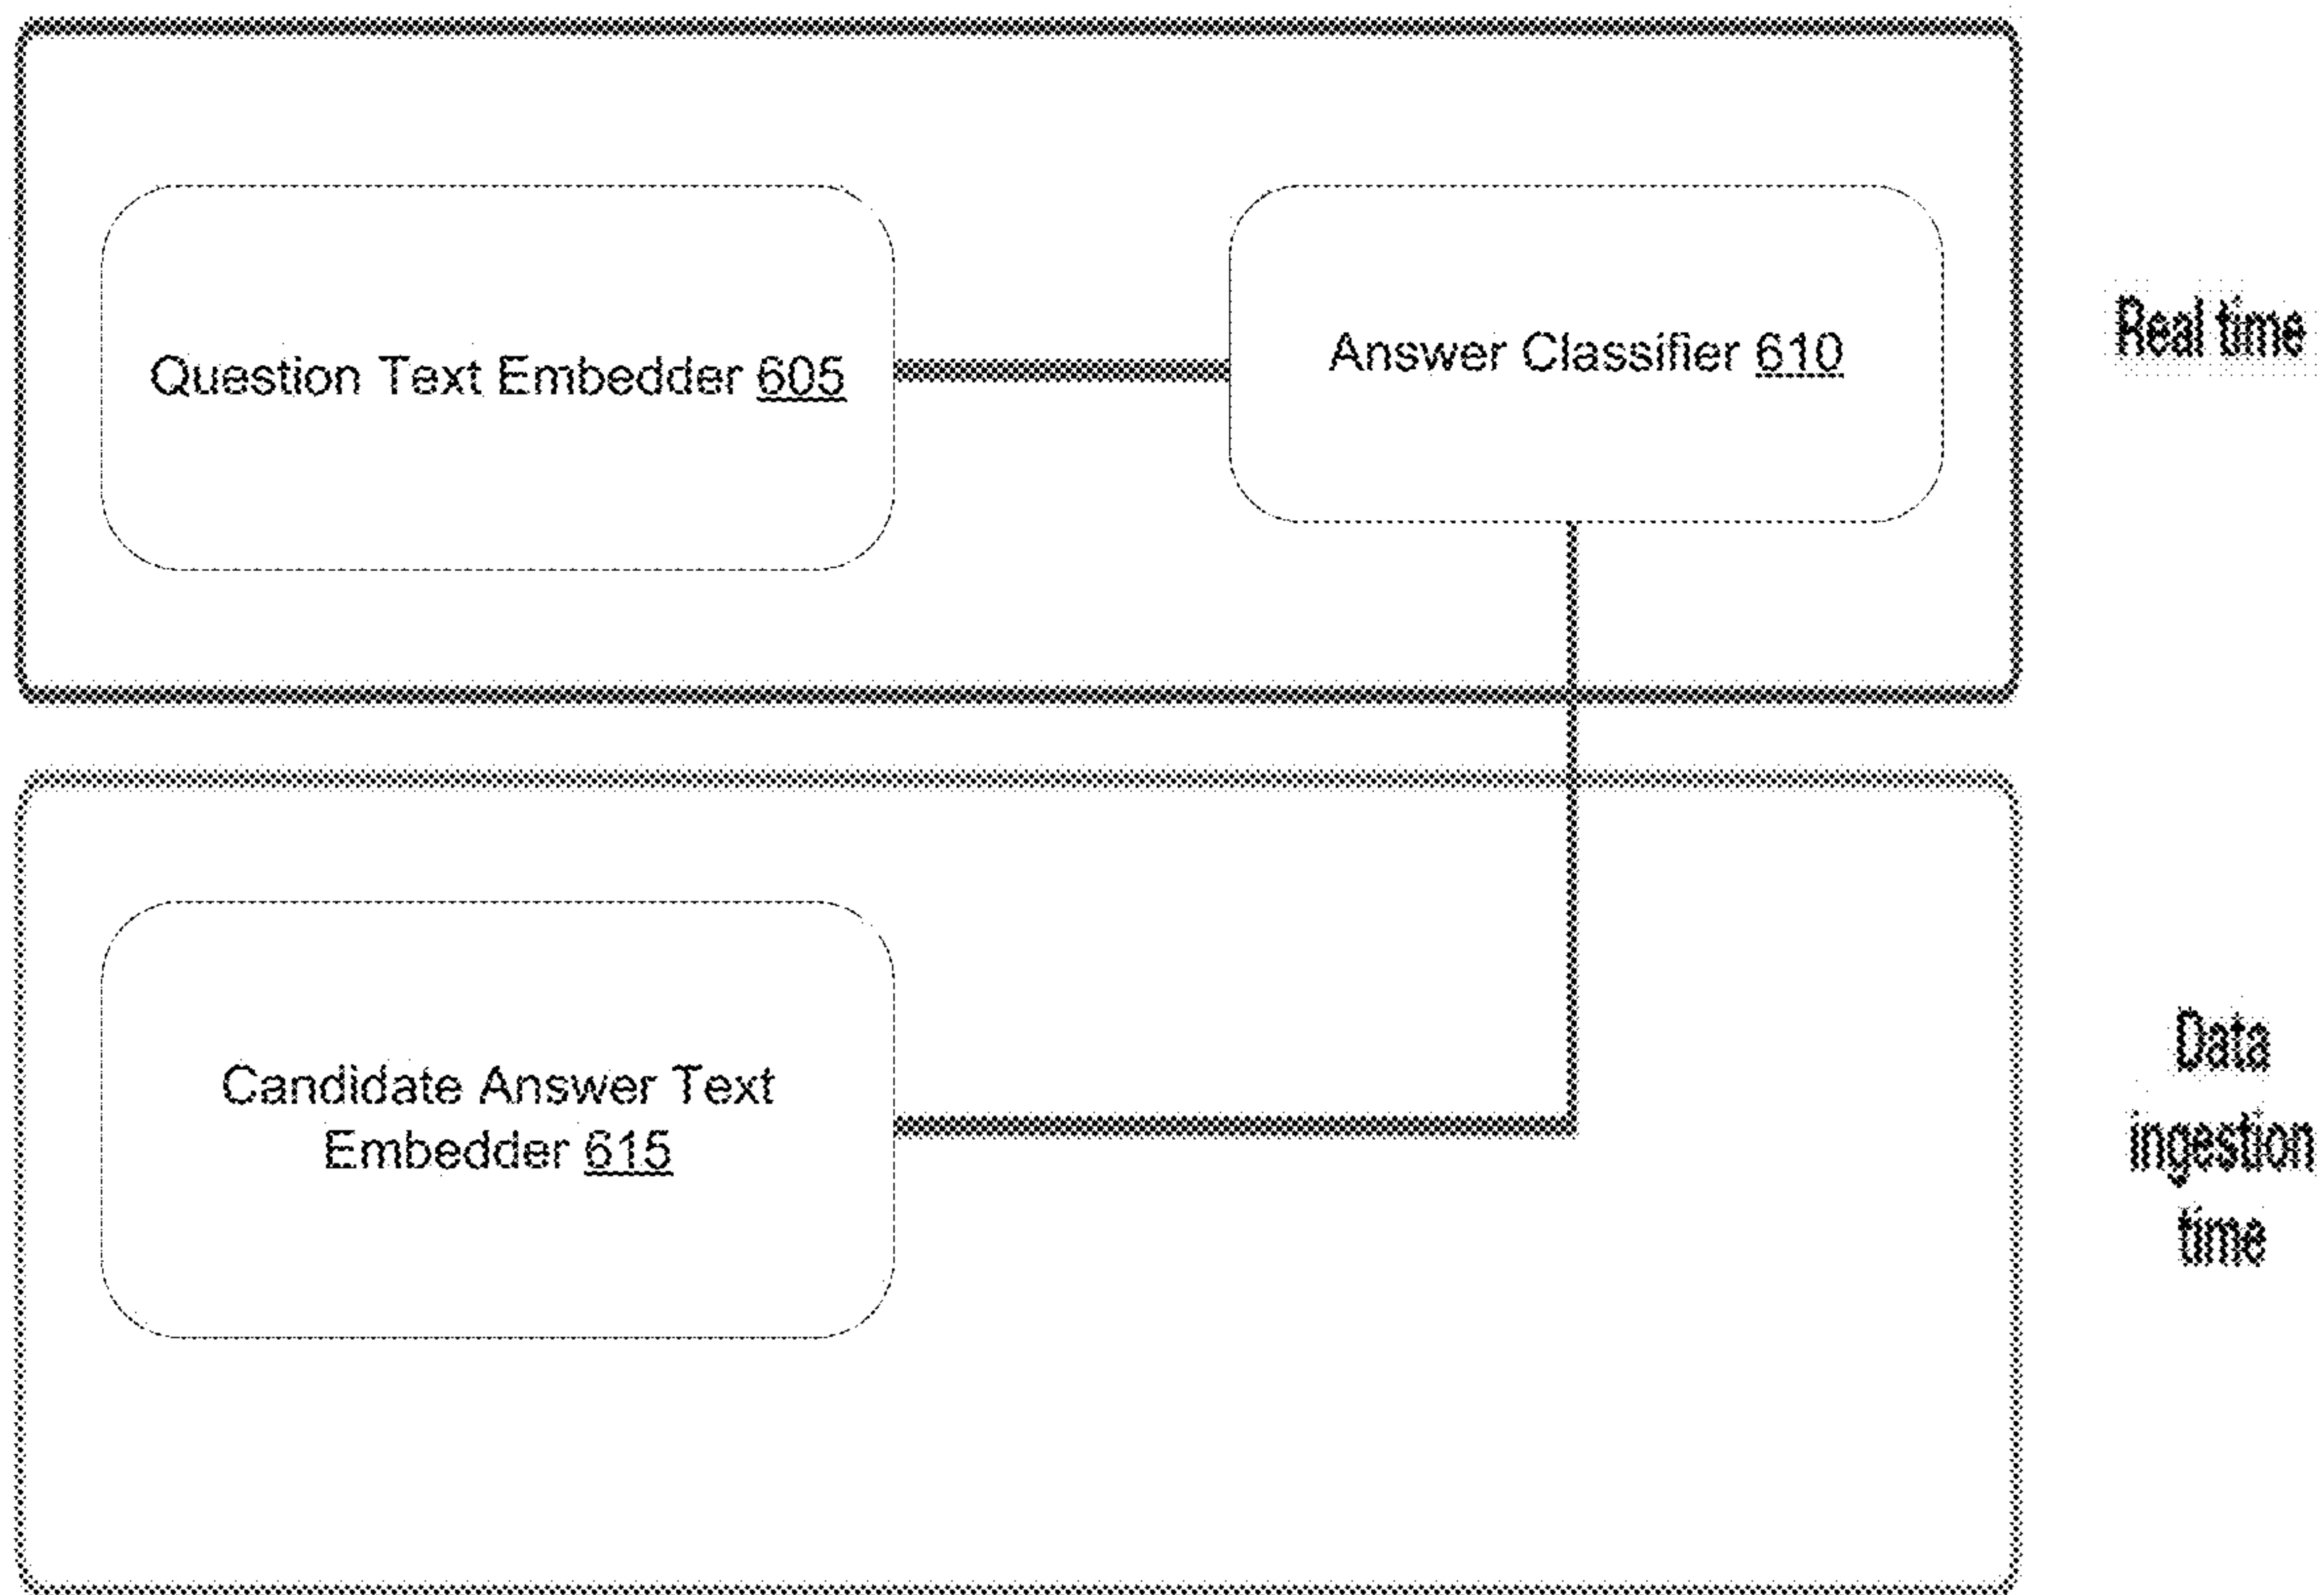 Question Text Embedder 605
Answer Classifier 610
Real time
Candidate Answer Text
Embedder 615
Data
ingestion
time